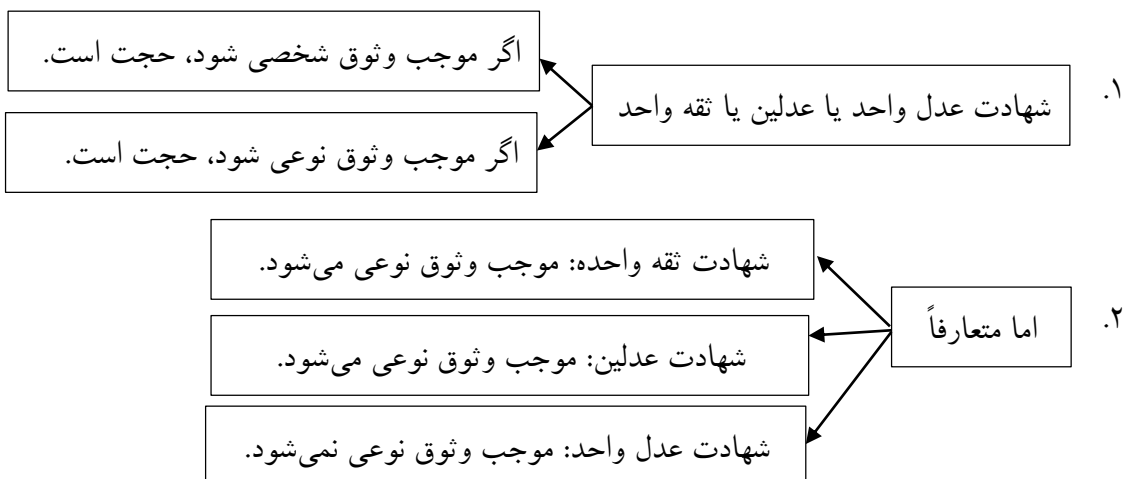 اگر موجب وثوق شخصی شود، حجت است.
۱.
شهادت عدل واحد یا عدلین یا ثقه واحد
اگر موجب وثوق نوعی شود، حجت است.
شهادت ثقه واحده: موجب وثوق نوعی می‌شود.
۲.
اما متعارفاً
شهادت عدلین: موجب وثوق نوعی می‌شود.
شهادت عدل واحد: موجب وثوق نوعی نمی‌شود.